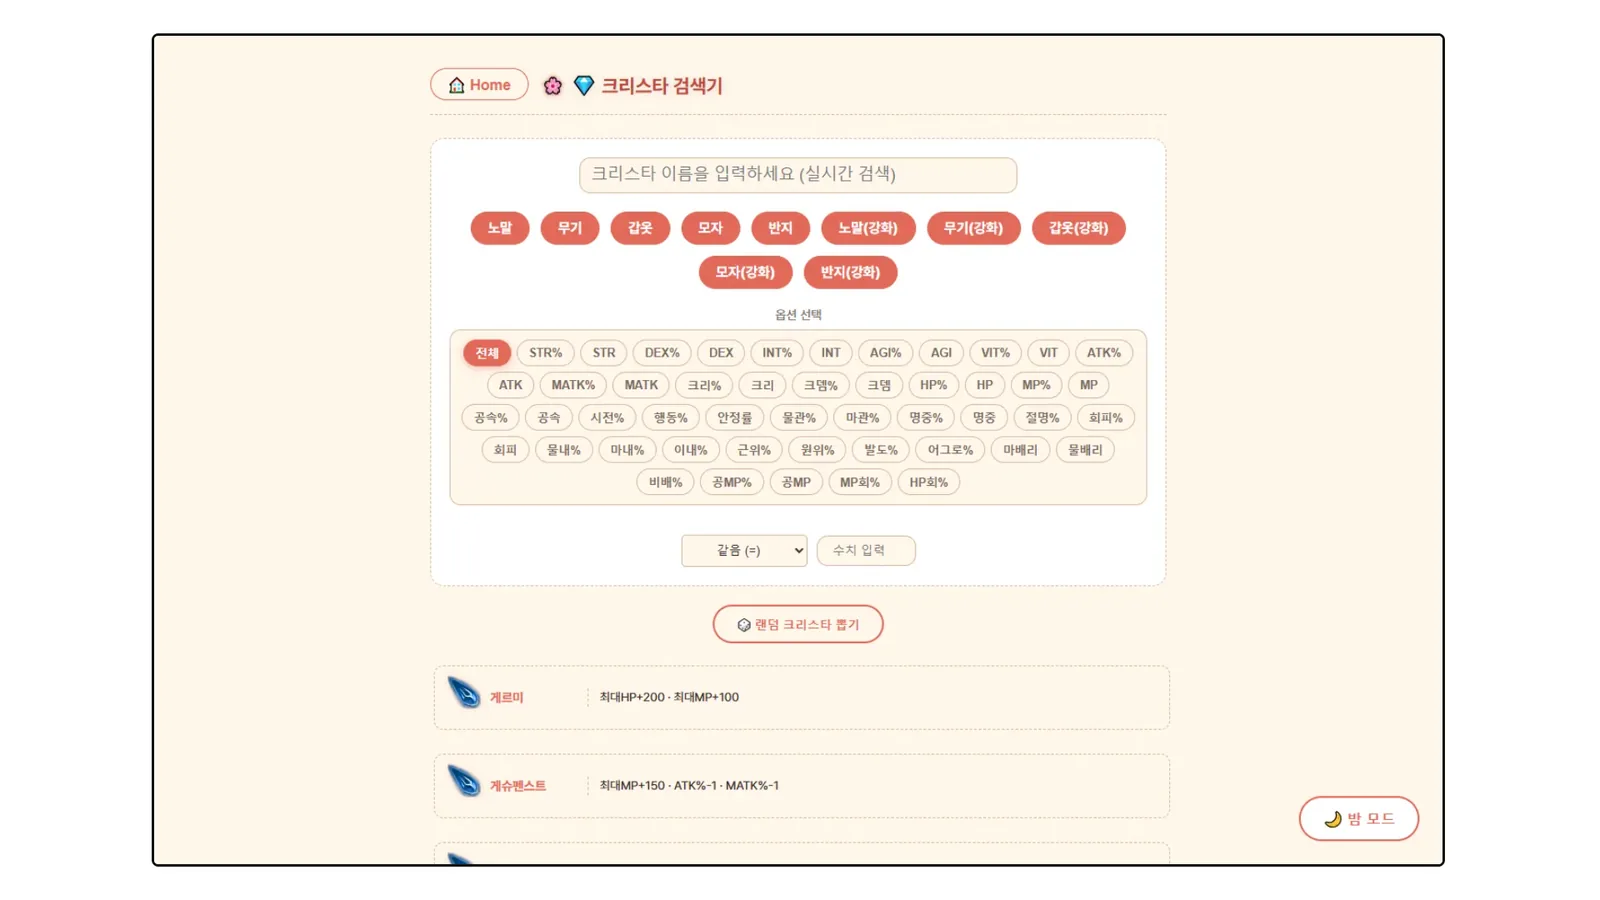 Home 크리스타 검색기
크리스타 이름을 입력하세요 (실시간 검색)
노말 무기 갑옷 모자 반지 노말(강화) 무기(강화) 갑옷(강화)
모자(강화) 반지(강화)
옵션 선택
전체 STR% STR DEX% DEX INT% INT AGI% AGI VIT% VIT ATK%
ATK MATK% MATK 크리% 크리 크뎀% 크뎀 HP% HP MP% MP
공속% 공속 시전% 행동% 안정률 물관% 마관% 명중% 명중 절명% 회피%
회피 물내% 마내% 이내% 근위% 원위% 발도% 어그로% 마배리 물배리
비배% 공MP% 공MP MP회% HP회%
같음 (=) 수치 입력
랜덤 크리스타 뽑기
게르미 최대HP+200 · 최대MP+100
게슈펜스트 최대MP+150 · ATK%-1 · MATK%-1
밤 모드